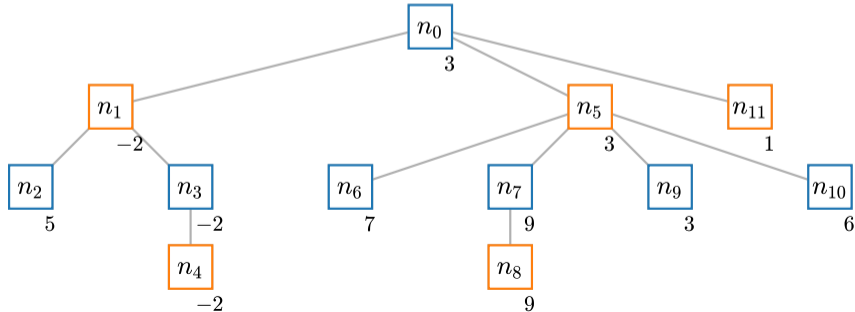 n₀
3
n₁ n₅ n₁₁
−2 3 1
n₂ n₃ n₆ n₇ n₉ n₁₀
5 −2 7 9 3 6
n₄ n₈
−2 9